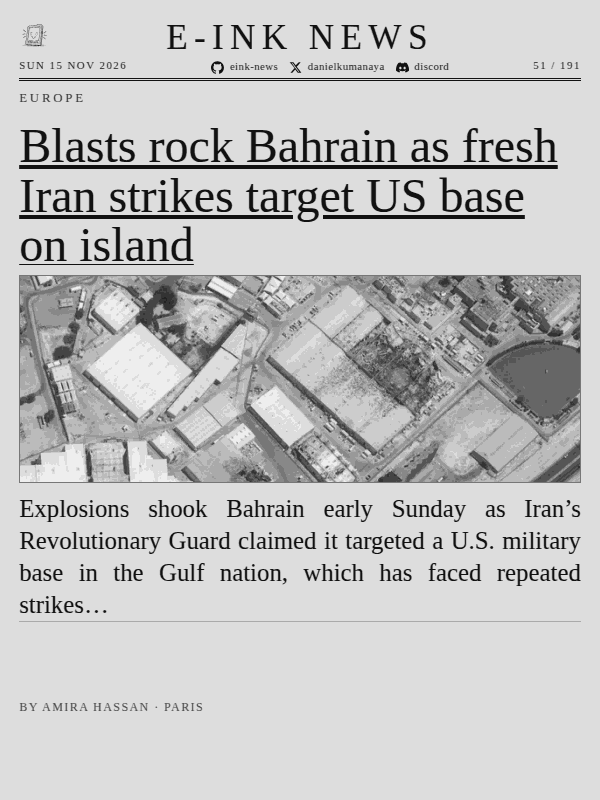 E-INK NEWS
SUN 15 NOV 2026
eink-news danielkumanaya discord
51 / 191
EUROPE
Blasts rock Bahrain as fresh
Iran strikes target US base
on island
Explosions shook Bahrain early Sunday as Iran’s
Revolutionary Guard claimed it targeted a U.S. military
base in the Gulf nation, which has faced repeated
strikes…
BY AMIRA HASSAN · PARIS